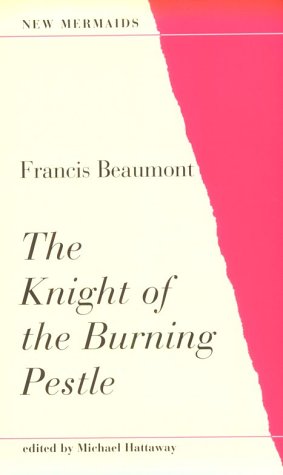 NEW MERMAIDS
Francis Beaumont
The
Knight of
the Burning
Pestle
edited by Michael Hattaway